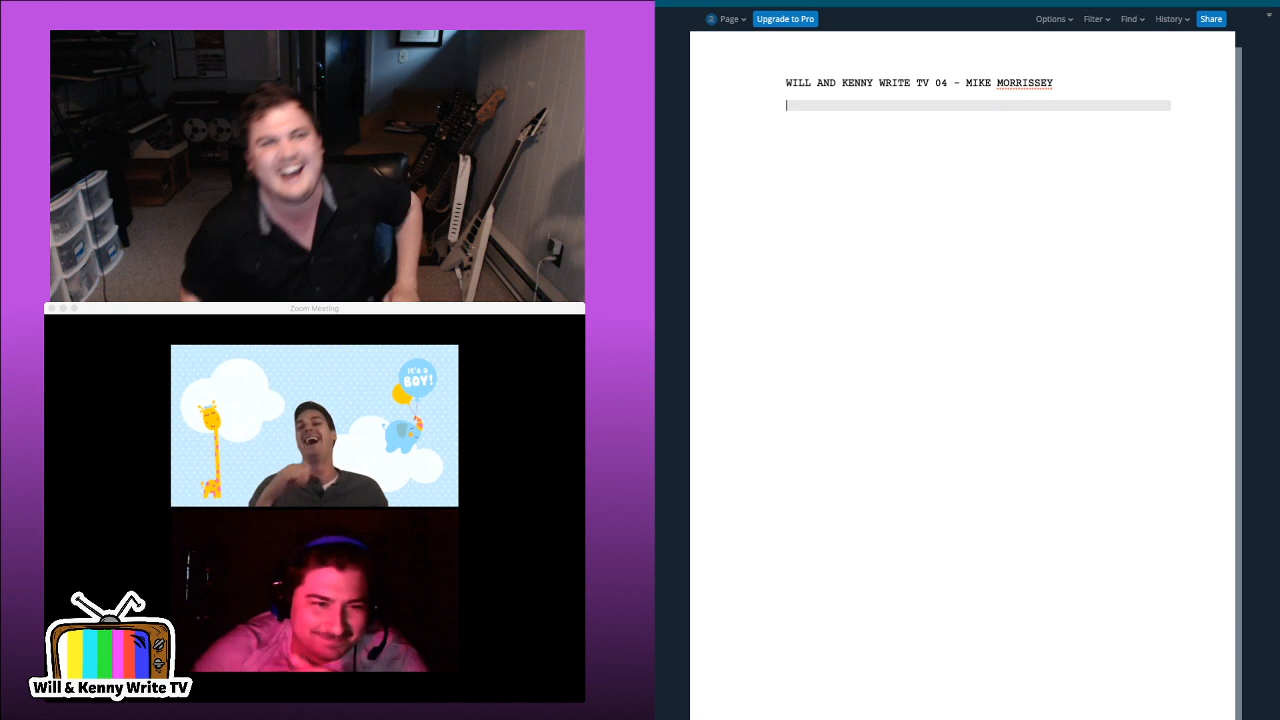 Page
Upgrade to Pro
Options
Filter
Find
History
Share
WILL AND KENNY WRITE TV 04 - MIKE MORRISSEY
Zoom Meeting
It's a
BOY!
Will & Kenny Write TV